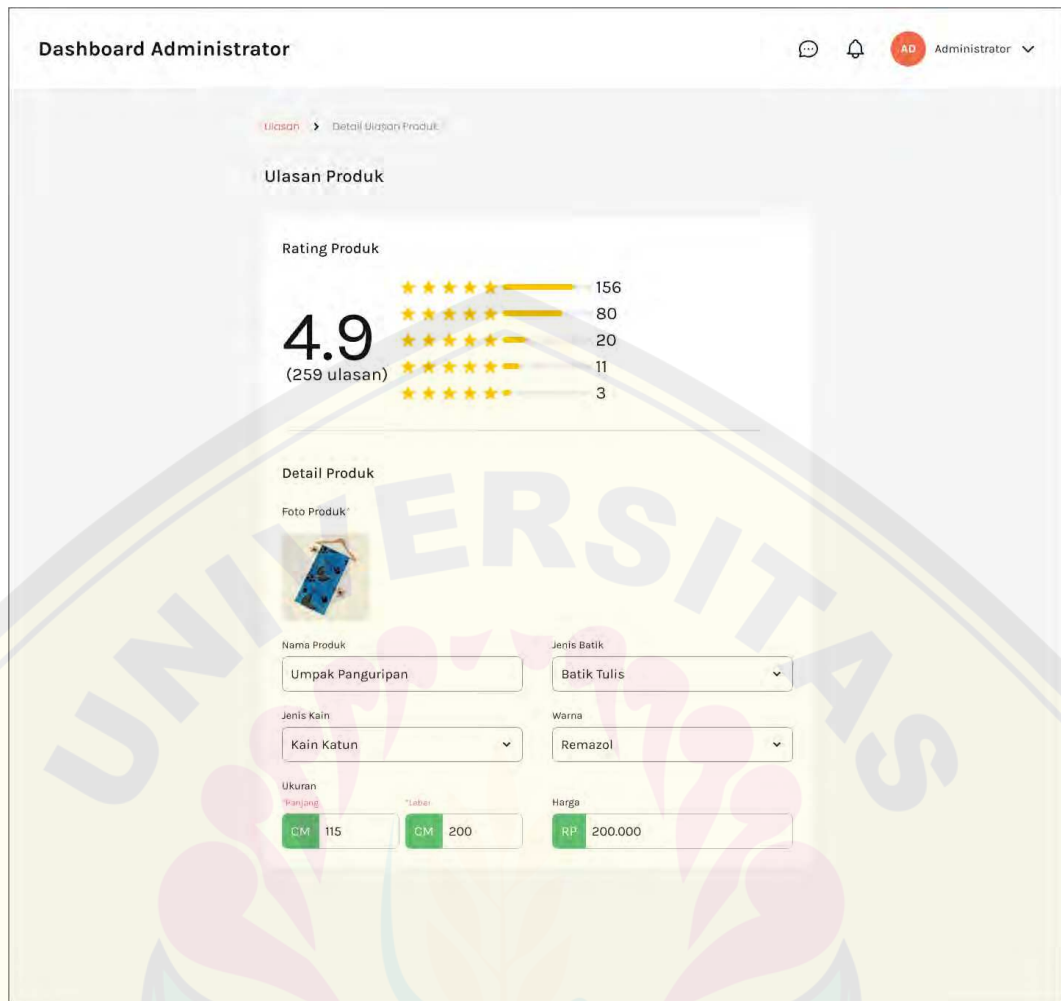 Dashboard Administrator
AD Administrator
Ulasan > Detail Ulasan Produk
Ulasan Produk
Rating Produk
156
80
4.9
20
(259 ulasan)
11
3
Detail Produk
Foto Produk*
Nama Produk Jenis Batik
Umpak Panguripan Batik Tulis
Jenis Kain Warna
Kain Katun Remazol
Ukuran
*Panjang *Lebar Harga
CM 115 CM 200 RP 200.000
UNIVERSITAS